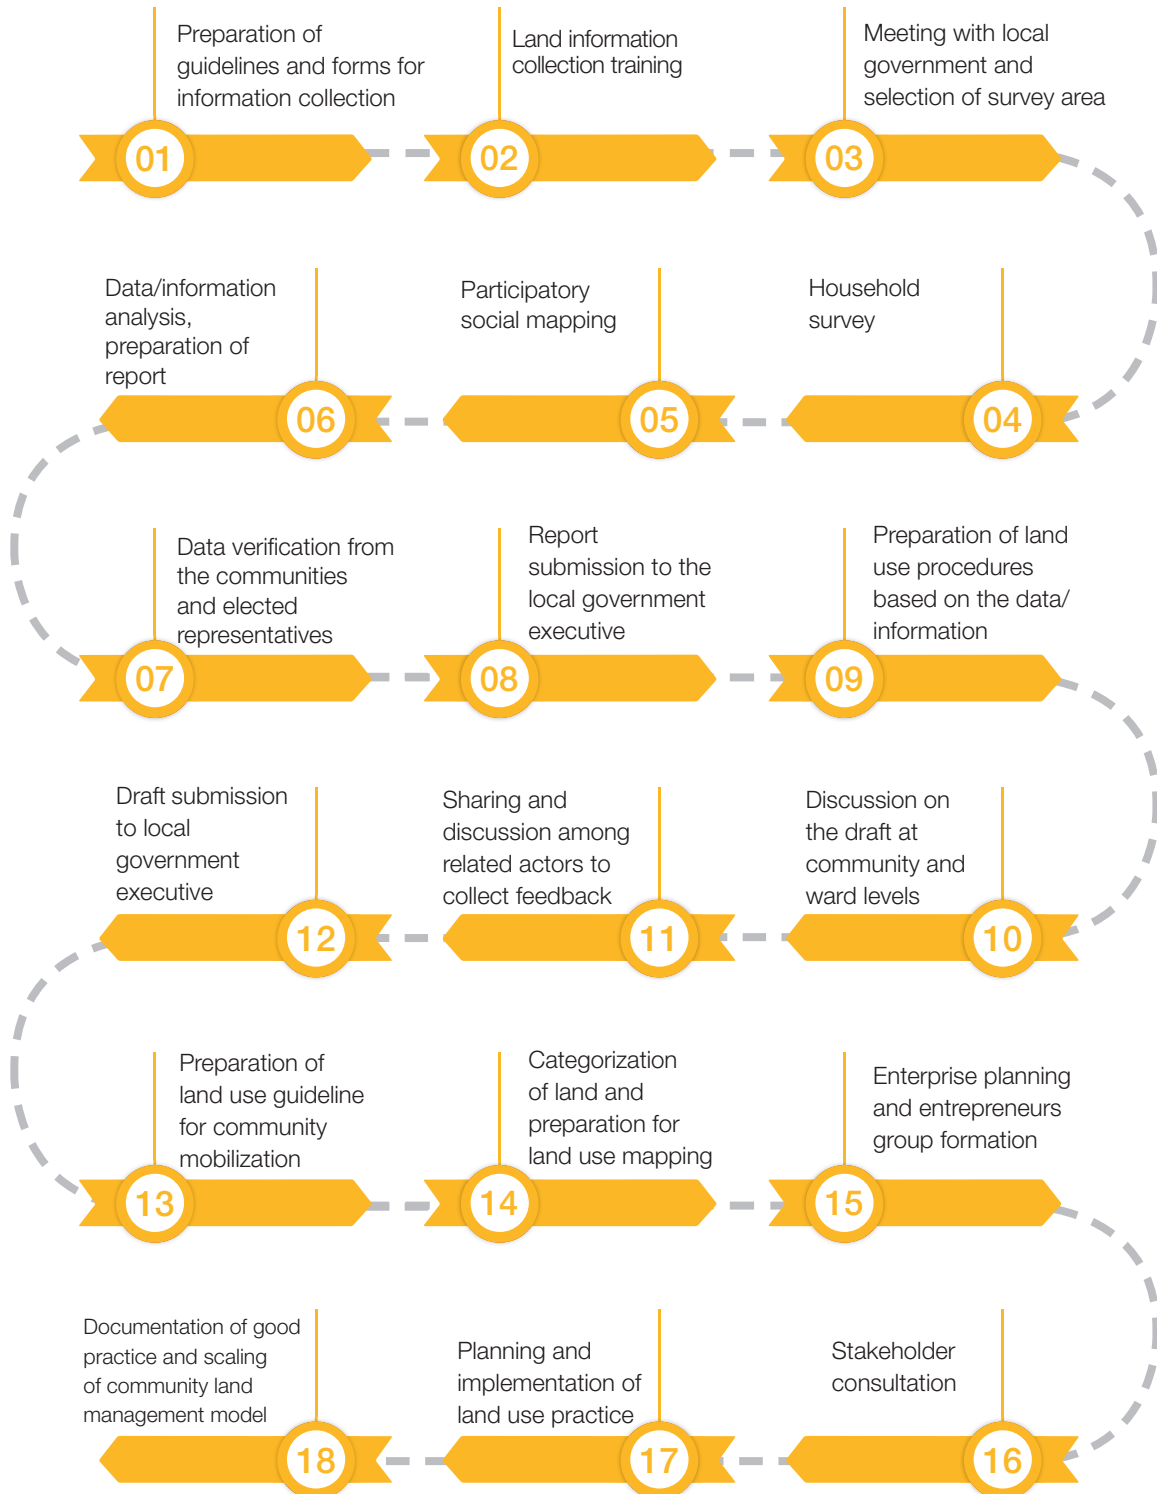 Preparation of
guidelines and forms for
information collection
01
Land information
collection training
02
Meeting with local
government and
selection of survey area
03
Household
survey
04
Participatory
social mapping
05
Data/information
analysis,
preparation of
report
06
Data verification from
the communities
and elected
representatives
07
Report
submission to the
local government
executive
08
Preparation of land
use procedures
based on the data/
information
09
Discussion on
the draft at
community and
ward levels
10
Sharing and
discussion among
related actors to
collect feedback
11
Draft submission
to local
government
executive
12
Preparation of
land use guideline
for community
mobilization
13
Categorization
of land and
preparation for
land use mapping
14
Enterprise planning
and entrepreneurs
group formation
15
Stakeholder
consultation
16
Planning and
implementation of
land use practice
17
Documentation of good
practice and scaling
of community land
management model
18